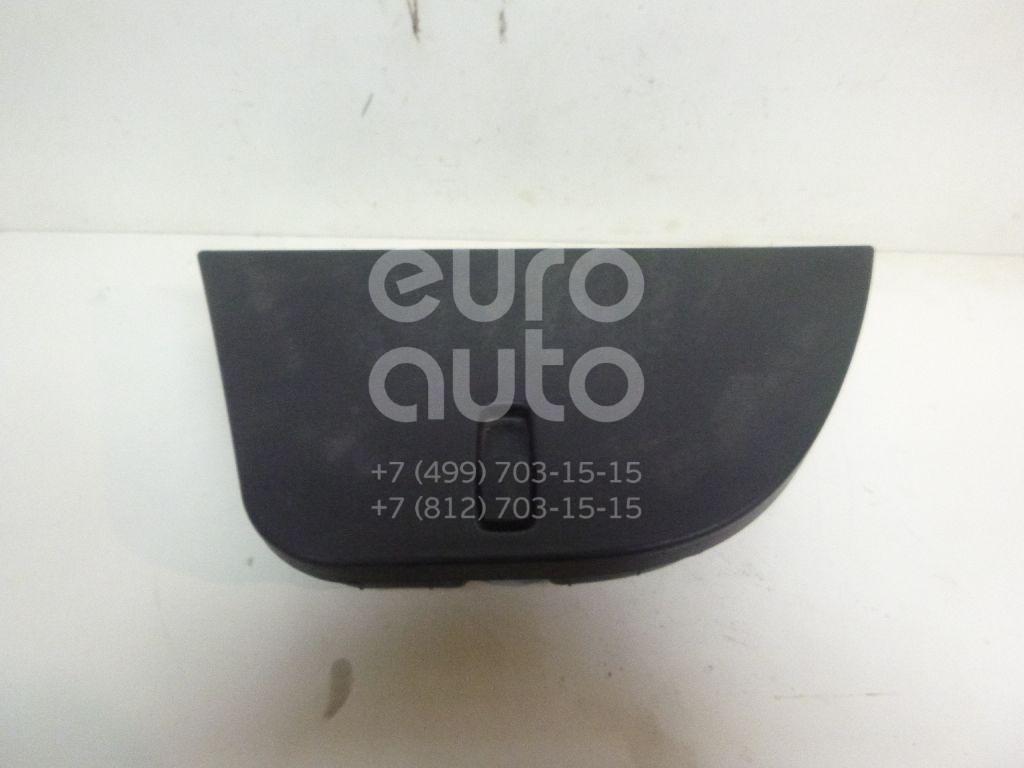 euro
auto
+7 (499) 703-15-15
+7 (812) 703-15-15